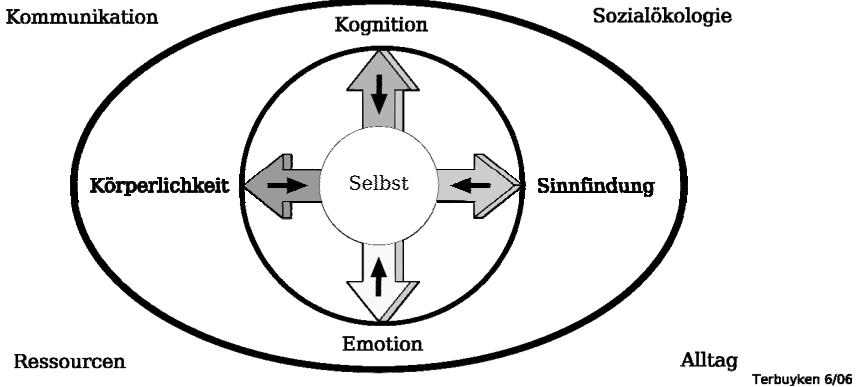 Kommunikation
Sozialökologie
Kognition
Körperlichkeit
Selbst
Sinnfindung
Emotion
Ressourcen
Alltag
Terbuyken 6/06